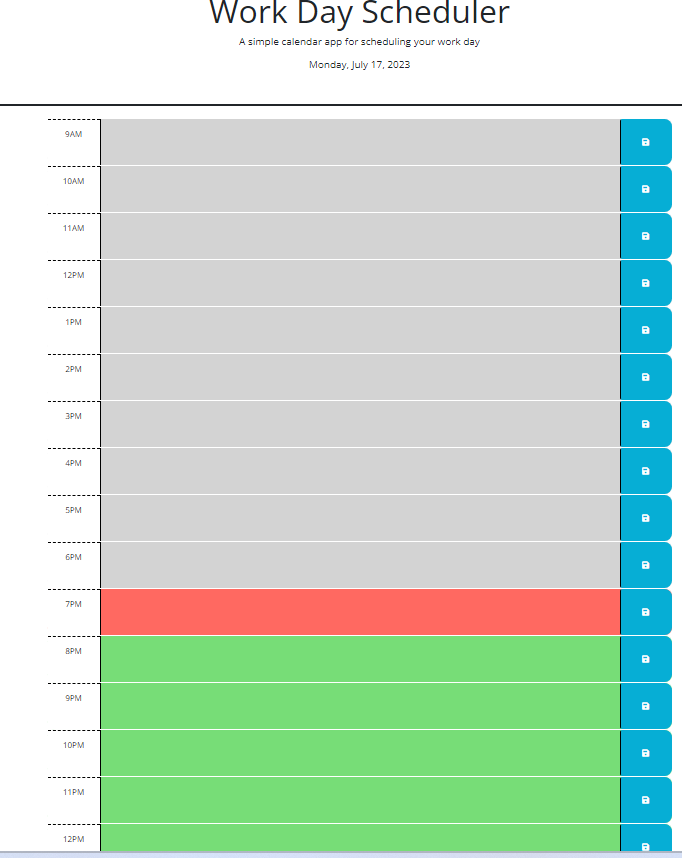 Work Day Scheduler
A simple calendar app for scheduling your work day
Monday, July 17, 2023
9AM
10AM
11AM
12PM
1PM
2PM
3PM
4PM
5PM
6PM
7PM
8PM
9PM
10PM
11PM
12PM